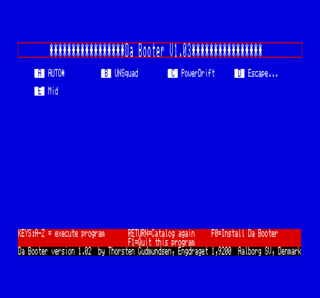 ****************Da Booter V1.03****************
A AUTOM B UNSquad C PowerDrift D Escape...
E Mid
KEYS:A-Z = execute program RETURN=Catalog again F0=Install Da Booter
F1=Quit this program
Da Booter version 1.02 by Thorsten Gudmundsen, Engdraget 1,9200 Aalborg SV, Denmark